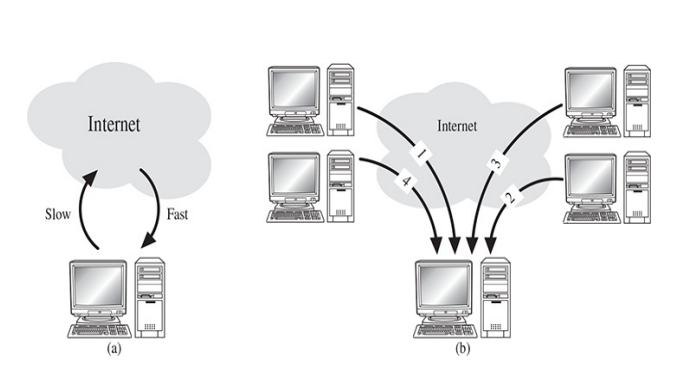 Internet
Slow
Fast
(a)
Internet
1
3
4
2
(b)